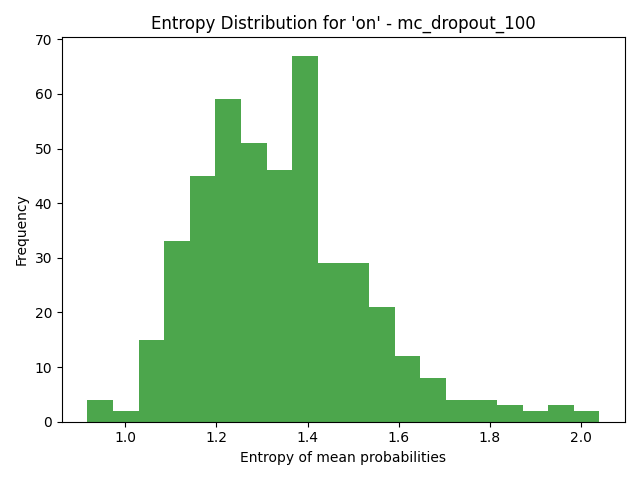 Entropy Distribution for 'on' - mc_dropout_100
70
60
50
40
30
20
10
0
Frequency
1.0 1.2 1.4 1.6 1.8 2.0
Entropy of mean probabilities